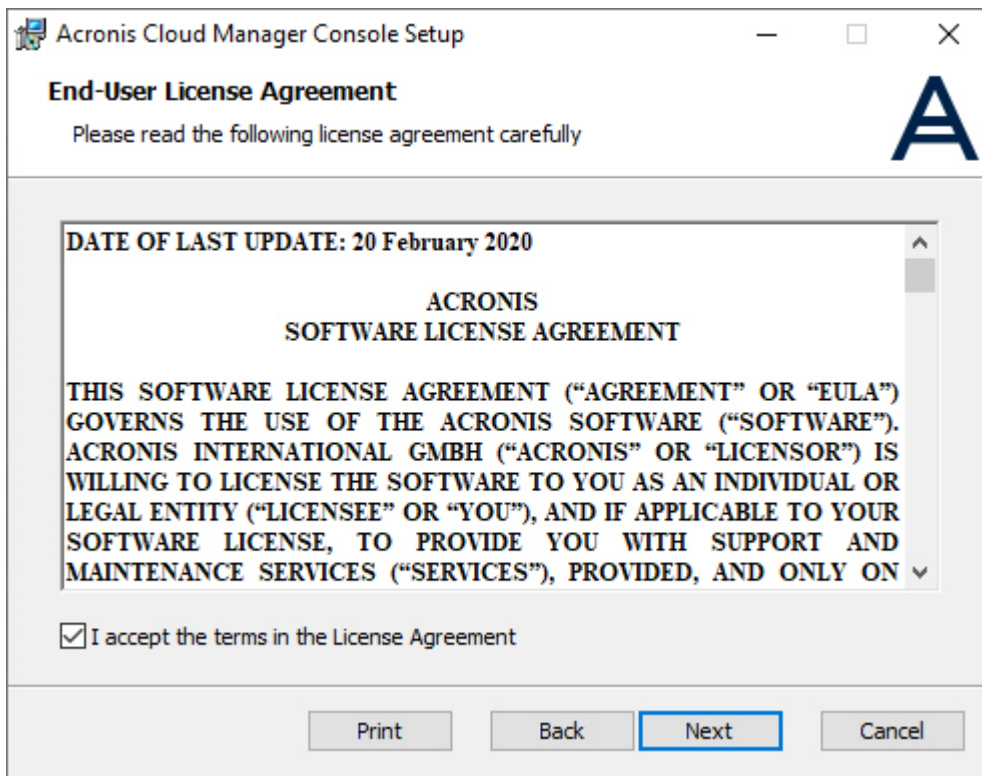 Acronis Cloud Manager Console Setup
End-User License Agreement
Please read the following license agreement carefully
DATE OF LAST UPDATE: 20 February 2020
ACRONIS
SOFTWARE LICENSE AGREEMENT
THIS SOFTWARE LICENSE AGREEMENT (“AGREEMENT” OR “EULA”)
GOVERNS THE USE OF THE ACRONIS SOFTWARE (“SOFTWARE”).
ACRONIS INTERNATIONAL GMBH (“ACRONIS” OR “LICENSOR”) IS
WILLING TO LICENSE THE SOFTWARE TO YOU AS AN INDIVIDUAL OR
LEGAL ENTITY (“LICENSEE” OR “YOU”), AND IF APPLICABLE TO YOUR
SOFTWARE LICENSE, TO PROVIDE YOU WITH SUPPORT AND
MAINTENANCE SERVICES (“SERVICES”), PROVIDED, AND ONLY ON
I accept the terms in the License Agreement
Print Back Next Cancel